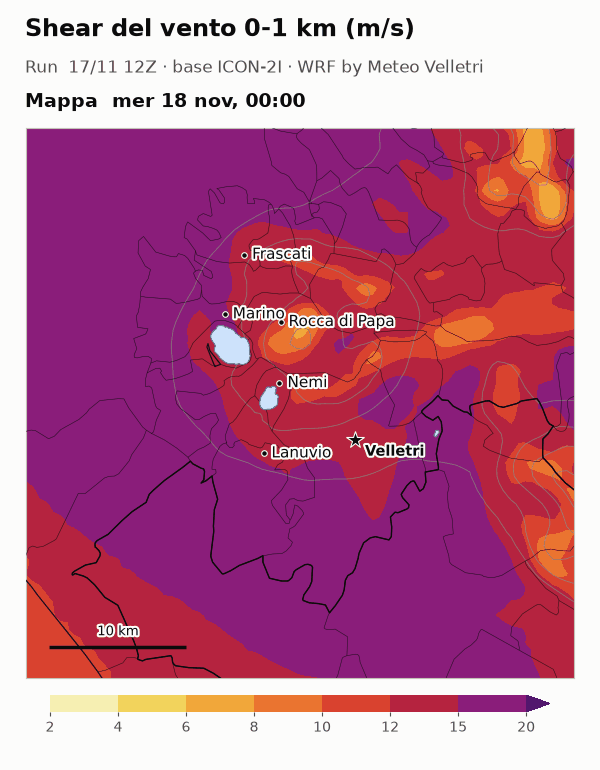 Shear del vento 0-1 km (m/s)
Run  17/11 12Z · base ICON-2I · WRF by Meteo Velletri
Mappa  mer 18 nov, 00:00
Frascati
Marino
Rocca di Papa
Nemi
Velletri
Lanuvio
10 km
2 4 6 8 10 12 15 20